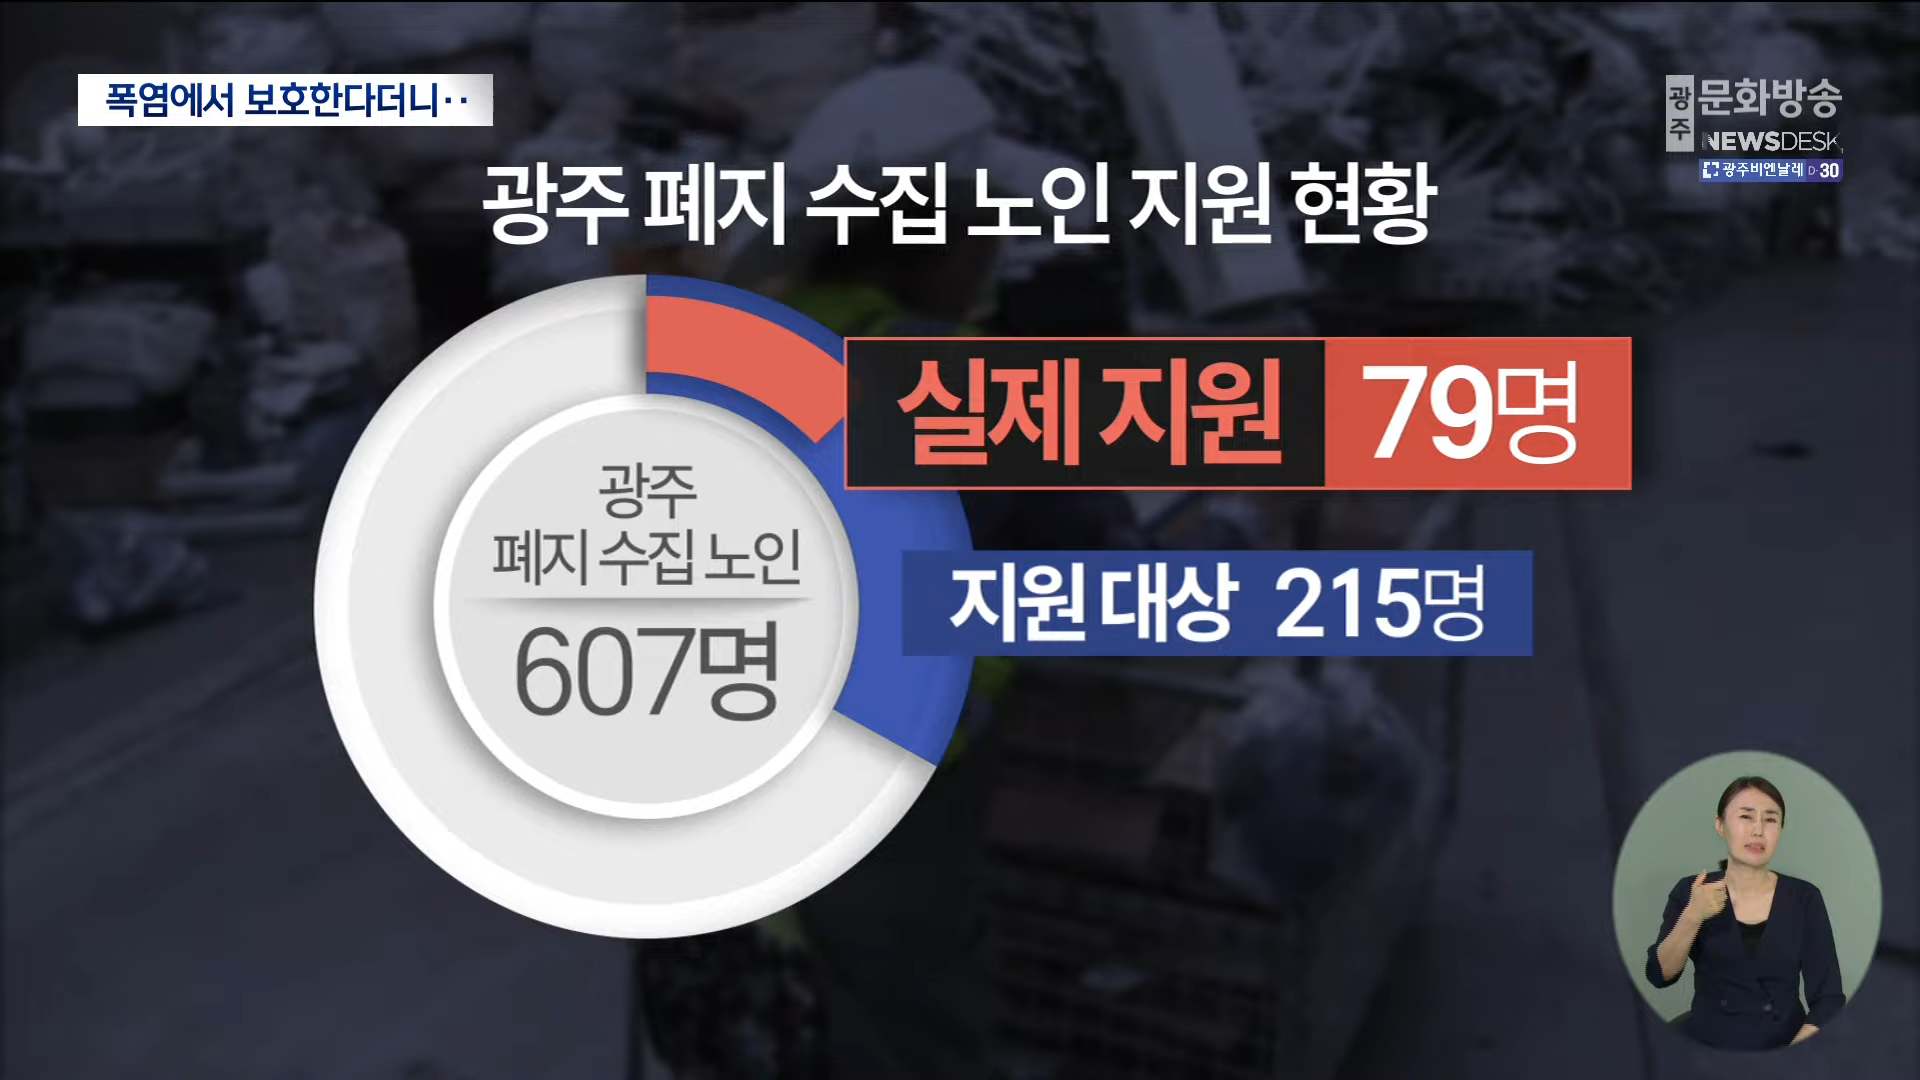 폭염에서 보호한다더니··
광주 문화방송
NEWSDESK
광주비엔날레 D-30
광주 폐지 수집 노인 지원 현황
실제 지원 79명
지원 대상 215명
광주
폐지 수집 노인
607명